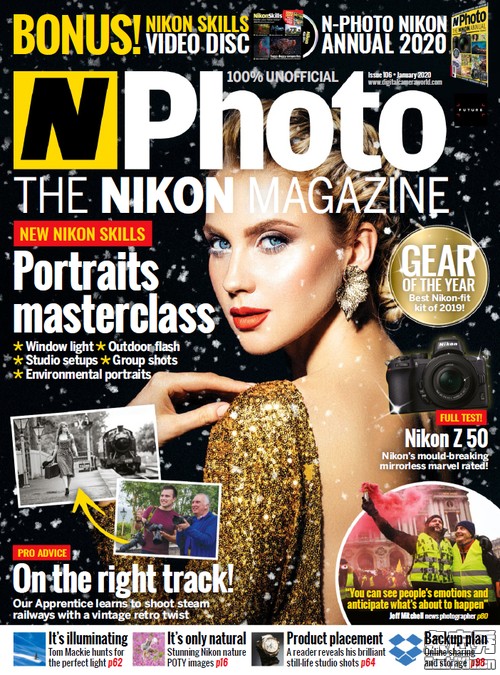 BONUS! NIKON SKILLS N-PHOTO NIKON
VIDEO DISC ANNUAL 2020
100% UNOFFICIAL
Issue 106 • January 2020
www.digitalcameraworld.com
N Photo
FUTURE
THE NIKON MAGAZINE
NEW NIKON SKILLS
Portraits
masterclass
★ Window light ★ Outdoor flash
★ Studio setups ★ Group shots
★ Environmental portraits
GEAR
OF THE YEAR
Best Nikon-fit
kit of 2019!
Nikon
FULL TEST!
Nikon Z 50
Nikon's mould-breaking
mirrorless marvel rated!
PRO ADVICE
On the right track!
Our Apprentice learns to shoot steam
railways with a vintage retro twist
"You can see people's emotions and
anticipate what's about to happen"
Jeff Mitchell news photographer p80
It's illuminating
Tom Mackie hunts for
the perfect light p62
It's only natural
Stunning Nikon nature
POTY images p16
Product placement
A reader reveals his brilliant
still-life studio shots p64
Backup plan
Online sharing
and storage p98